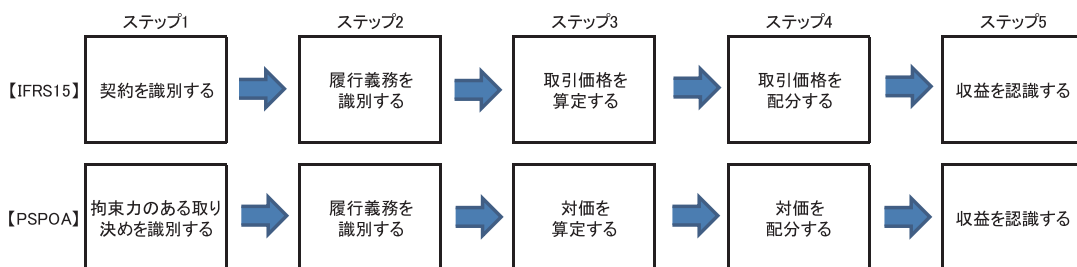 ステップ1
ステップ2
ステップ3
ステップ4
ステップ5
【IFRS15】
契約を識別する
履行義務を
識別する
取引価格を
算定する
取引価格を
配分する
収益を認識する
【PSPOA】
拘束力のある取り
決めを識別する
履行義務を
識別する
対価を
算定する
対価を
配分する
収益を認識する